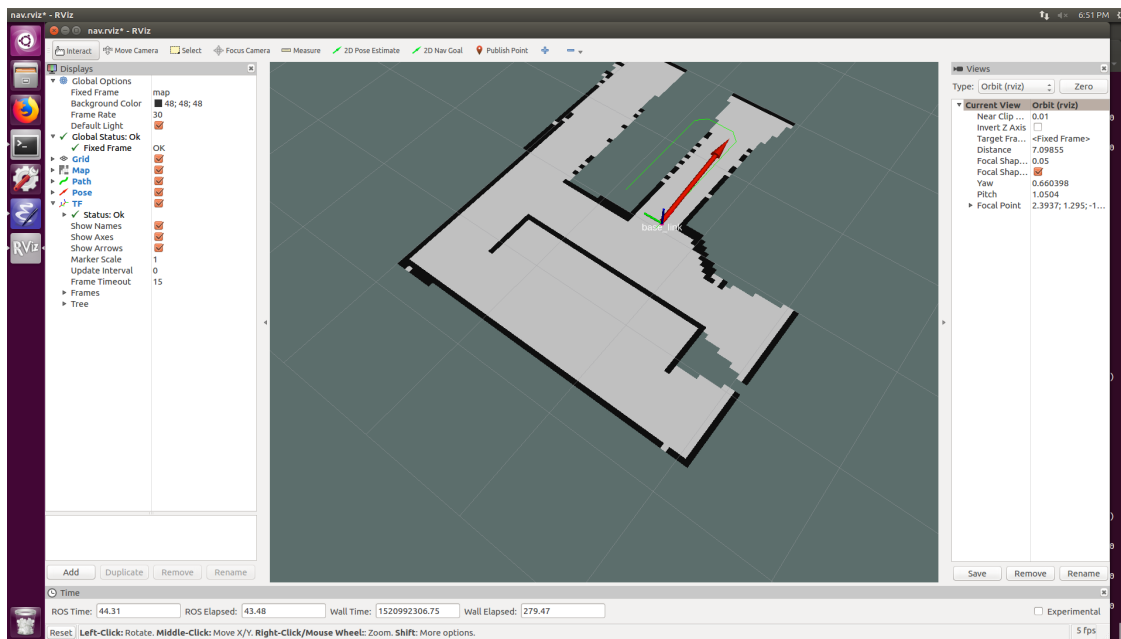 nav.rviz* - RViz
6:51 PM
nav.rviz* - RViz
Interact
Move Camera
Select
Focus Camera
Measure
2D Pose Estimate
2D Nav Goal
Publish Point
Displays
Global Options
Fixed Frame map
Background Color 48; 48; 48
Frame Rate 30
Default Light
Global Status: Ok
Fixed Frame OK
Grid
Map
Path
Pose
TF
Status: Ok
Show Names
Show Axes
Show Arrows
Marker Scale 1
Update Interval 0
Frame Timeout 15
Frames
Tree
Add
Duplicate
Remove
Rename
base_link
Views
Type: Orbit (rviz)
Zero
Current View Orbit (rviz)
Near Clip ... 0.01
Invert Z Axis
Target Fra... <Fixed Frame>
Distance 7.09855
Focal Shap... 0.05
Focal Shap...
Yaw 0.660398
Pitch 1.0504
Focal Point 2.3937; 1.295; -1...
Save
Remove
Rename
RViz
Time
ROS Time: 44.31
ROS Elapsed: 43.48
Wall Time: 1520992306.75
Wall Elapsed: 279.47
Experimental
Reset
Left-Click: Rotate. Middle-Click: Move X/Y. Right-Click/Mouse Wheel:: Zoom. Shift: More options.
5 fps